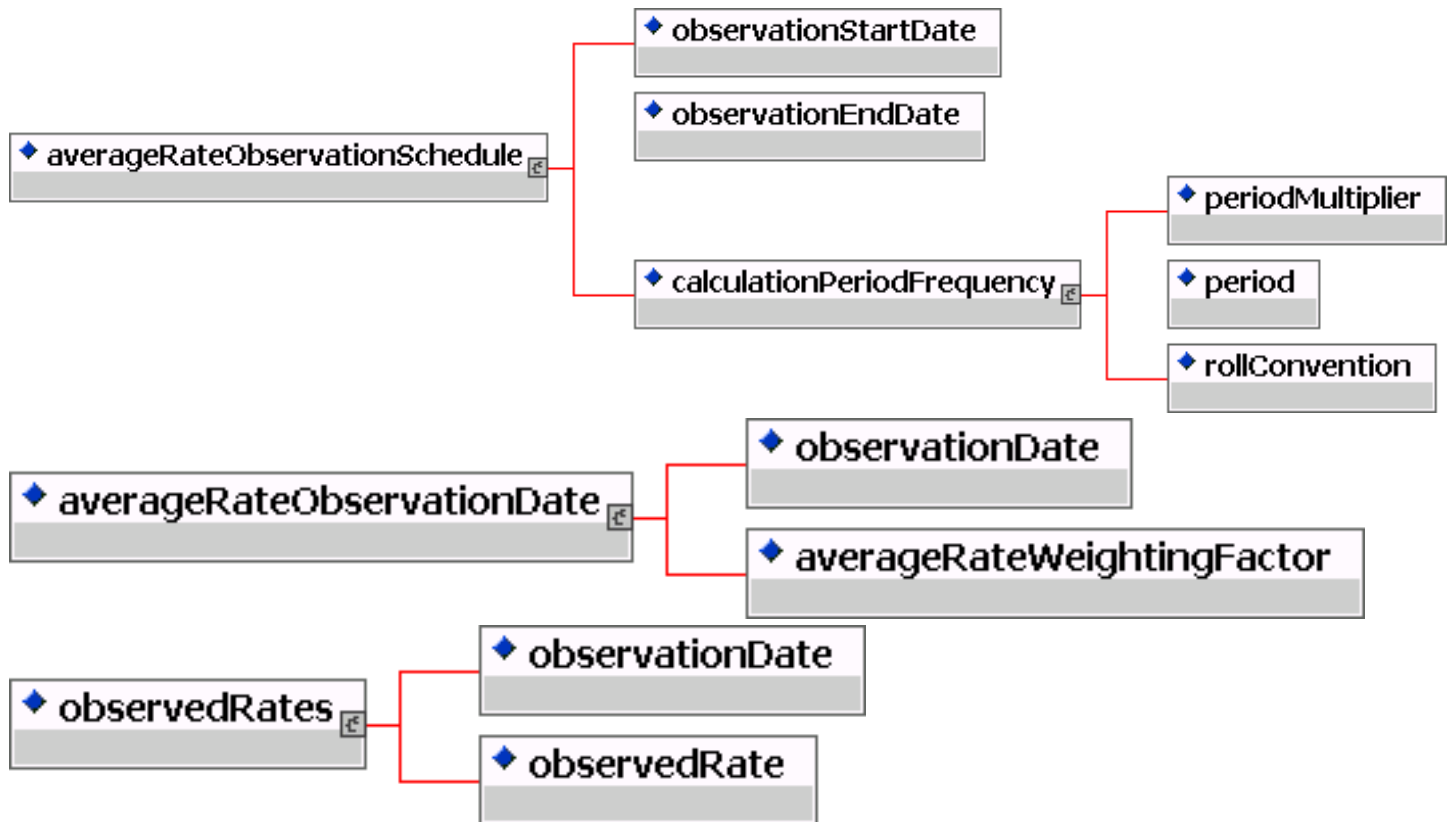 observationStartDate
observationEndDate
averageRateObservationSchedule
periodMultiplier
calculationPeriodFrequency
period
rollConvention
observationDate
averageRateObservationDate
averageRateWeightingFactor
observationDate
observedRates
observedRate